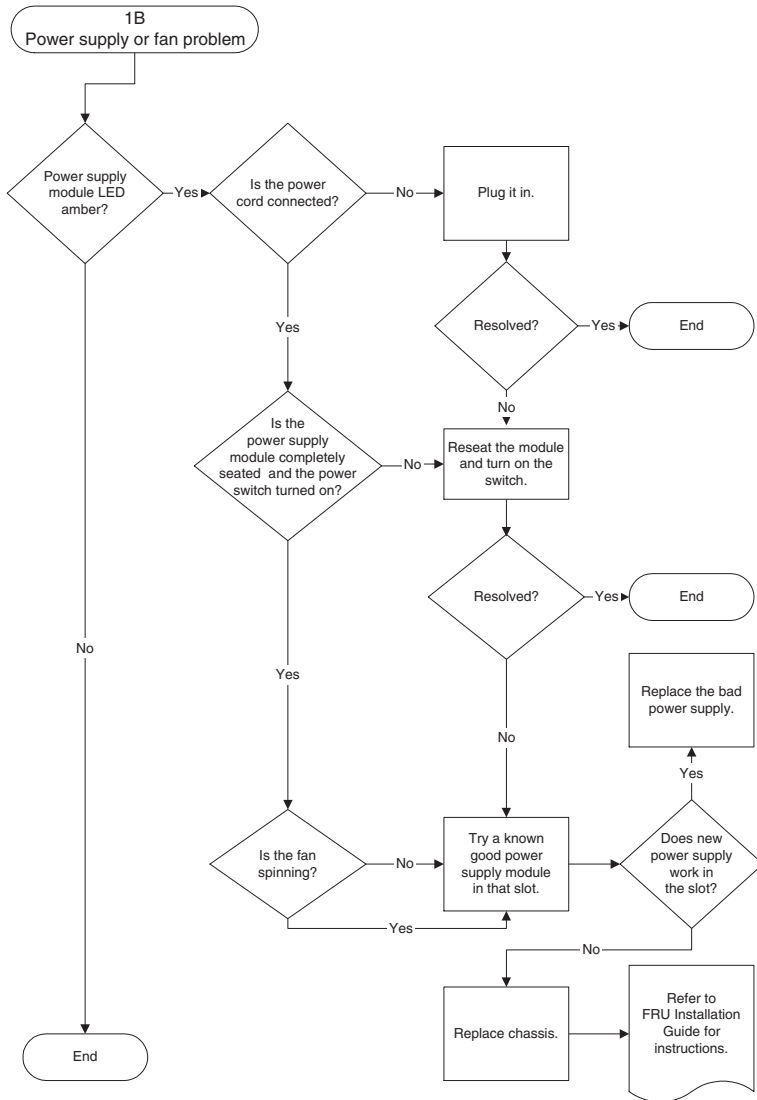 1B
Power supply or fan problem
Power supply
module LED
amber?
Yes
Is the power
cord connected?
No
Plug it in.
Yes
Resolved?
Yes
End
No
Is the
power supply
module completely
seated and the power
switch turned on?
No
Reseat the module
and turn on the
switch.
Resolved?
Yes
End
No
Yes
Replace the bad
power supply.
No
Yes
Is the fan
spinning?
No
Try a known
good power
supply module
in that slot.
Does new
power supply
work in
the slot?
Yes
No
Replace chassis.
Refer to
FRU Installation
Guide for
instructions.
End